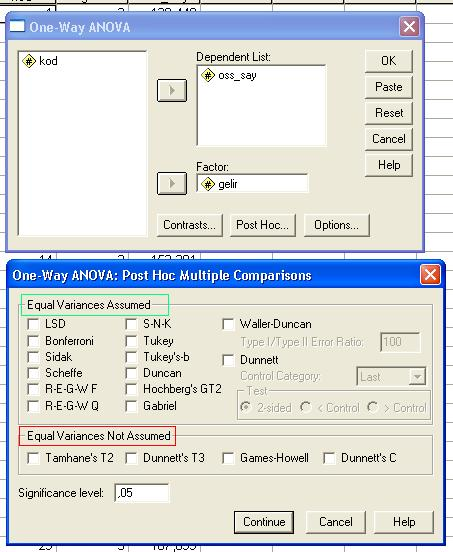 One-Way ANOVA
kod
Dependent List:
oss_say
Factor:
gelir
OK
Paste
Reset
Cancel
Help
Contrasts...
Post Hoc...
Options...
One-Way ANOVA: Post Hoc Multiple Comparisons
Equal Variances Assumed
LSD
Bonferroni
Sidak
Scheffe
R-E-G-W F
R-E-G-W Q
S-N-K
Tukey
Tukey's-b
Duncan
Hochberg's GT2
Gabriel
Waller-Duncan
Type I/Type II Error Ratio: 100
Dunnett
Control Category: Last
Test
2-sided < Control > Control
Equal Variances Not Assumed
Tamhane's T2 Dunnett's T3 Games-Howell Dunnett's C
Significance level: ,05
Continue Cancel Help